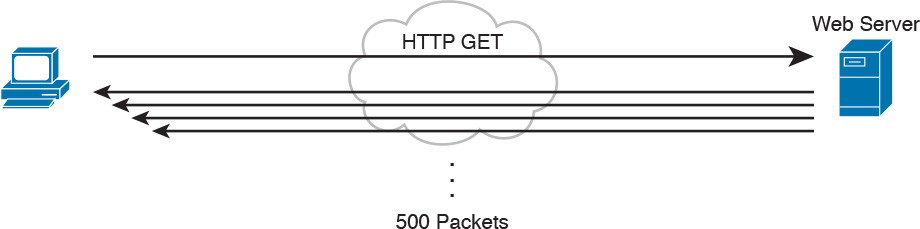 Web Server
HTTP GET
500 Packets